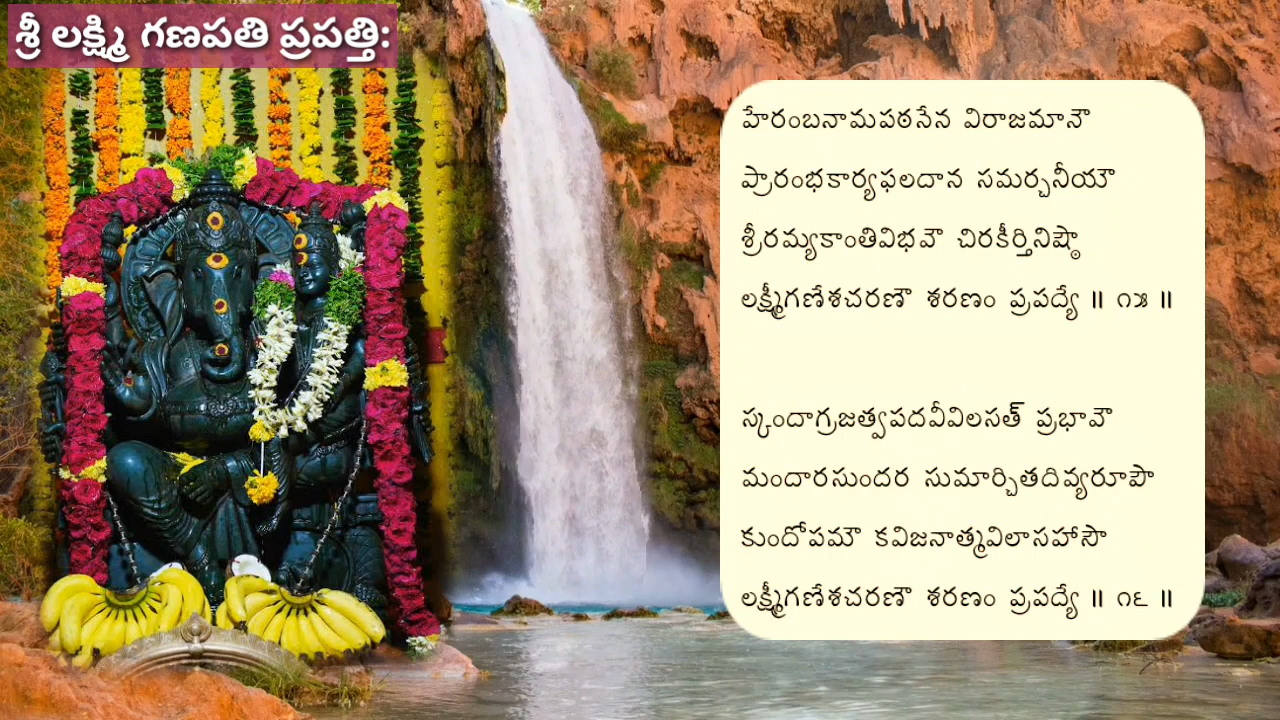 శ్రీ లక్ష్మి గణపతి ప్రపత్తి:
హేరంబనామపఠనేన విరాజమానౌ
ప్రారంభకార్యఫలదాన సమర్చనీయౌ
శ్రీరమ్యకాంతివిభవౌ చిరకీర్తినిష్ఠౌ
లక్ష్మీగణేశచరణౌ శరణం ప్రపద్యే ॥ ౧౫ ॥
స్కందాగ్రజత్వపదవీవిలసత్ ప్రభావౌ
మందారసుందర సుమార్చితదివ్యరూపౌ
కుందోపమౌ కవిజనాత్మవిలాసహాసౌ
లక్ష్మీగణేశచరణౌ శరణం ప్రపద్యే ॥ ౧౬ ॥